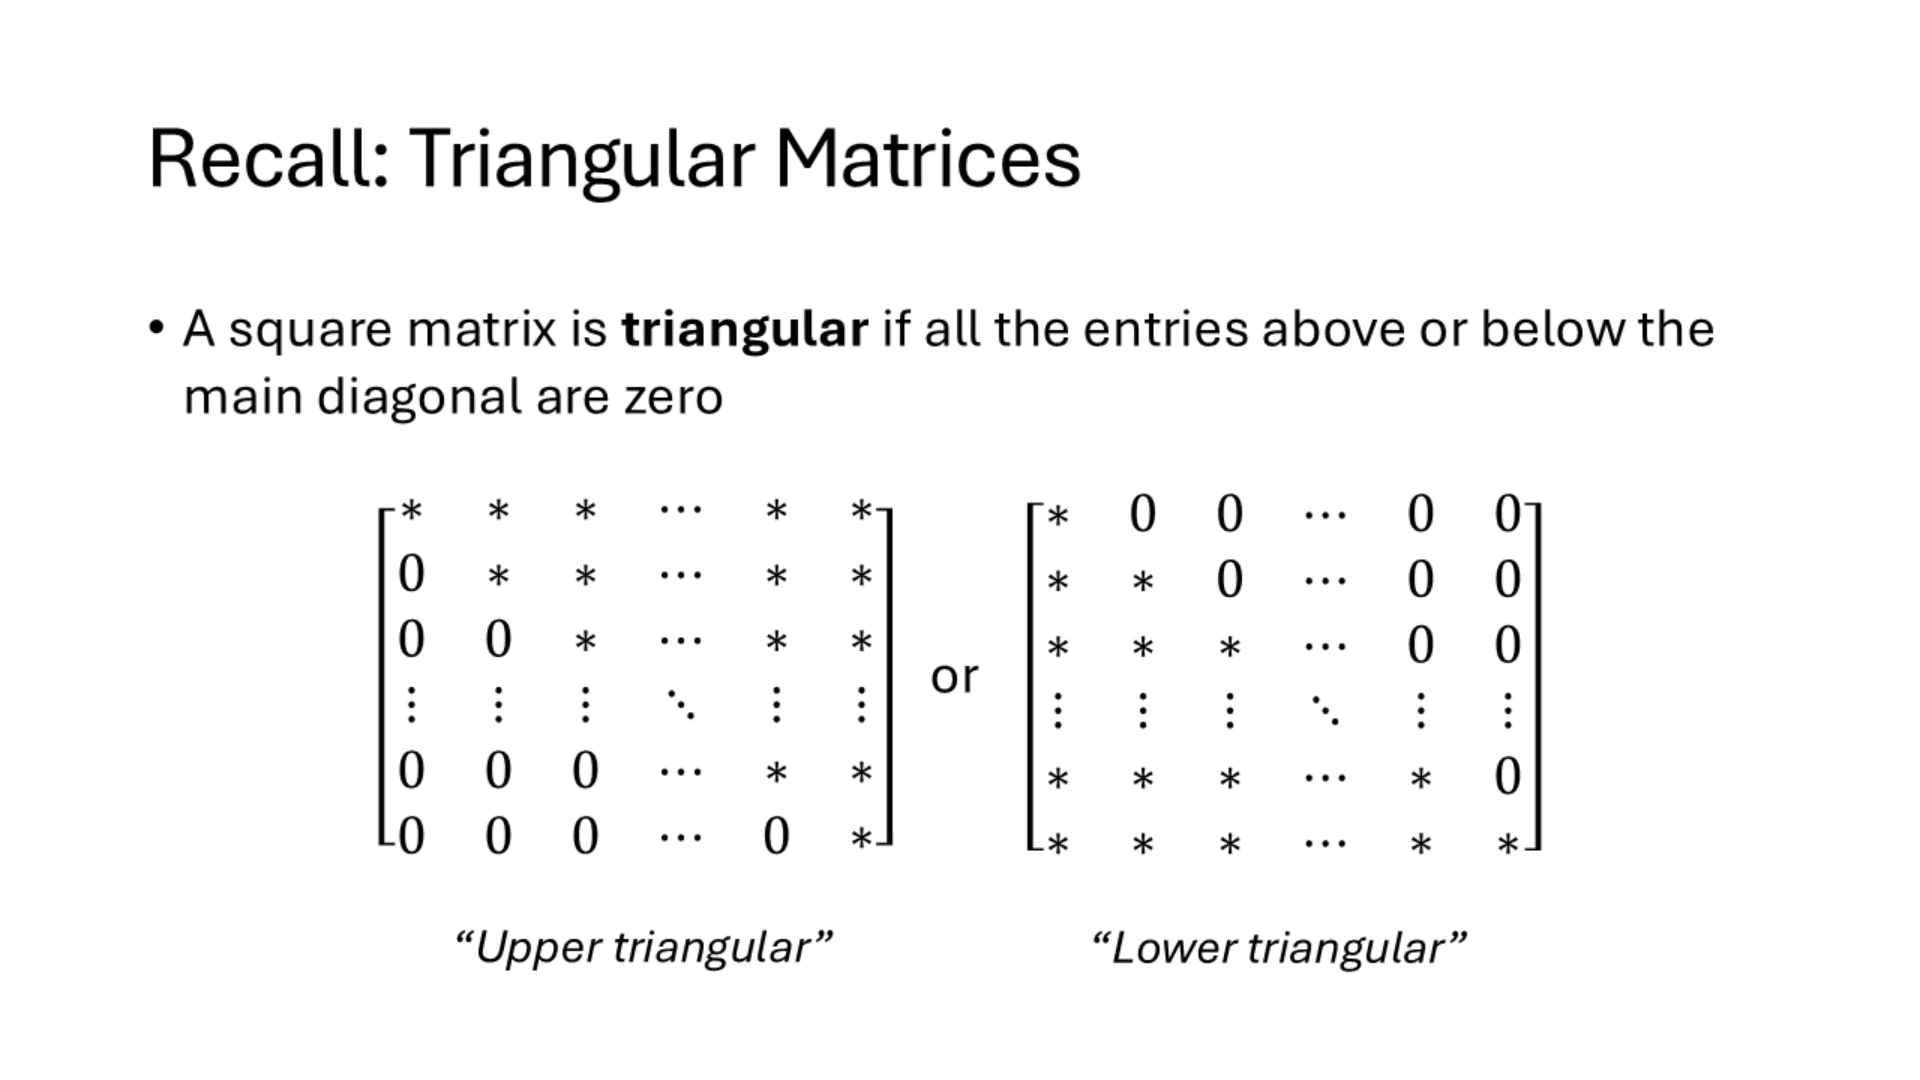 Recall: Triangular Matrices
• A square matrix is triangular if all the entries above or below the
main diagonal are zero
[* * * ⋯ * *]
[0 * * ⋯ * *]
[0 0 * ⋯ * *]
[⋮ ⋮ ⋮ ⋱ ⋮ ⋮]
[0 0 0 ⋯ * *]
[0 0 0 ⋯ 0 *]
or
[* 0 0 ⋯ 0 0]
[* * 0 ⋯ 0 0]
[* * * ⋯ 0 0]
[⋮ ⋮ ⋮ ⋱ ⋮ ⋮]
[* * * ⋯ * 0]
[* * * ⋯ * *]
“Upper triangular”
“Lower triangular”